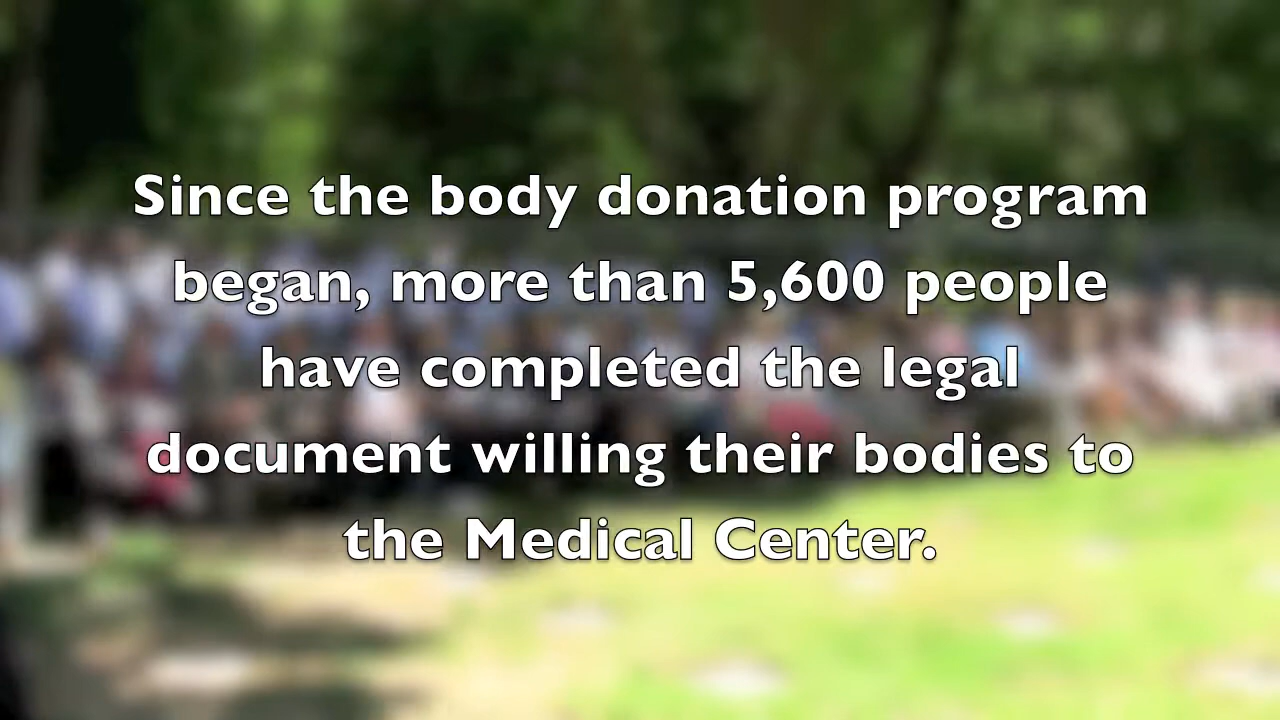 Since the body donation program
began, more than 5,600 people
have completed the legal
document willing their bodies to
the Medical Center.